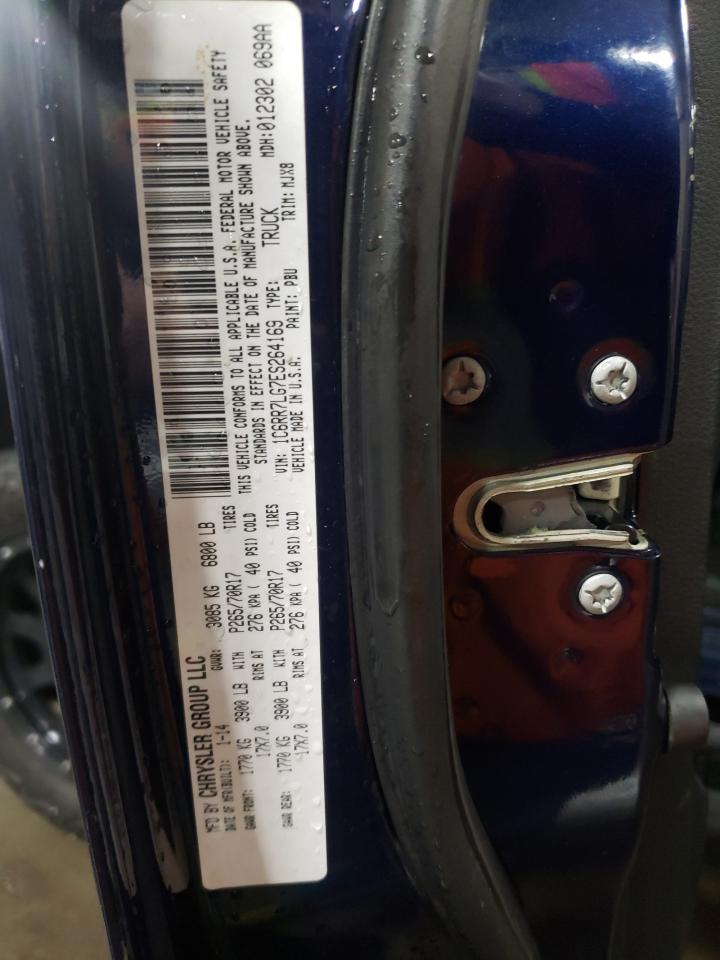 MFD BY CHRYSLER GROUP LLC
DATE OF MFR(BUILT): 1-14 GVWR: 3085 KG 6800 LB
GAWR FRONT: 1770 KG 3900 LB WITH P265/70R17 TIRES
17X7.0 RIMS AT 276 KPA ( 40 PSI) COLD
GAWR REAR: 1770 KG 3900 LB WITH P265/70R17 TIRES
17X7.0 RIMS AT 276 KPA ( 40 PSI) COLD
THIS VEHICLE CONFORMS TO ALL APPLICABLE U.S.A. FEDERAL MOTOR VEHICLE SAFETY
STANDARDS IN EFFECT ON THE DATE OF MANUFACTURE SHOWN ABOVE.
VIN: 1C6RR7LG7ES264169 TYPE: TRUCK MDH:012302 069AA
VEHICLE MADE IN U.S.A. PAINT: PBU TRIM: MJX8